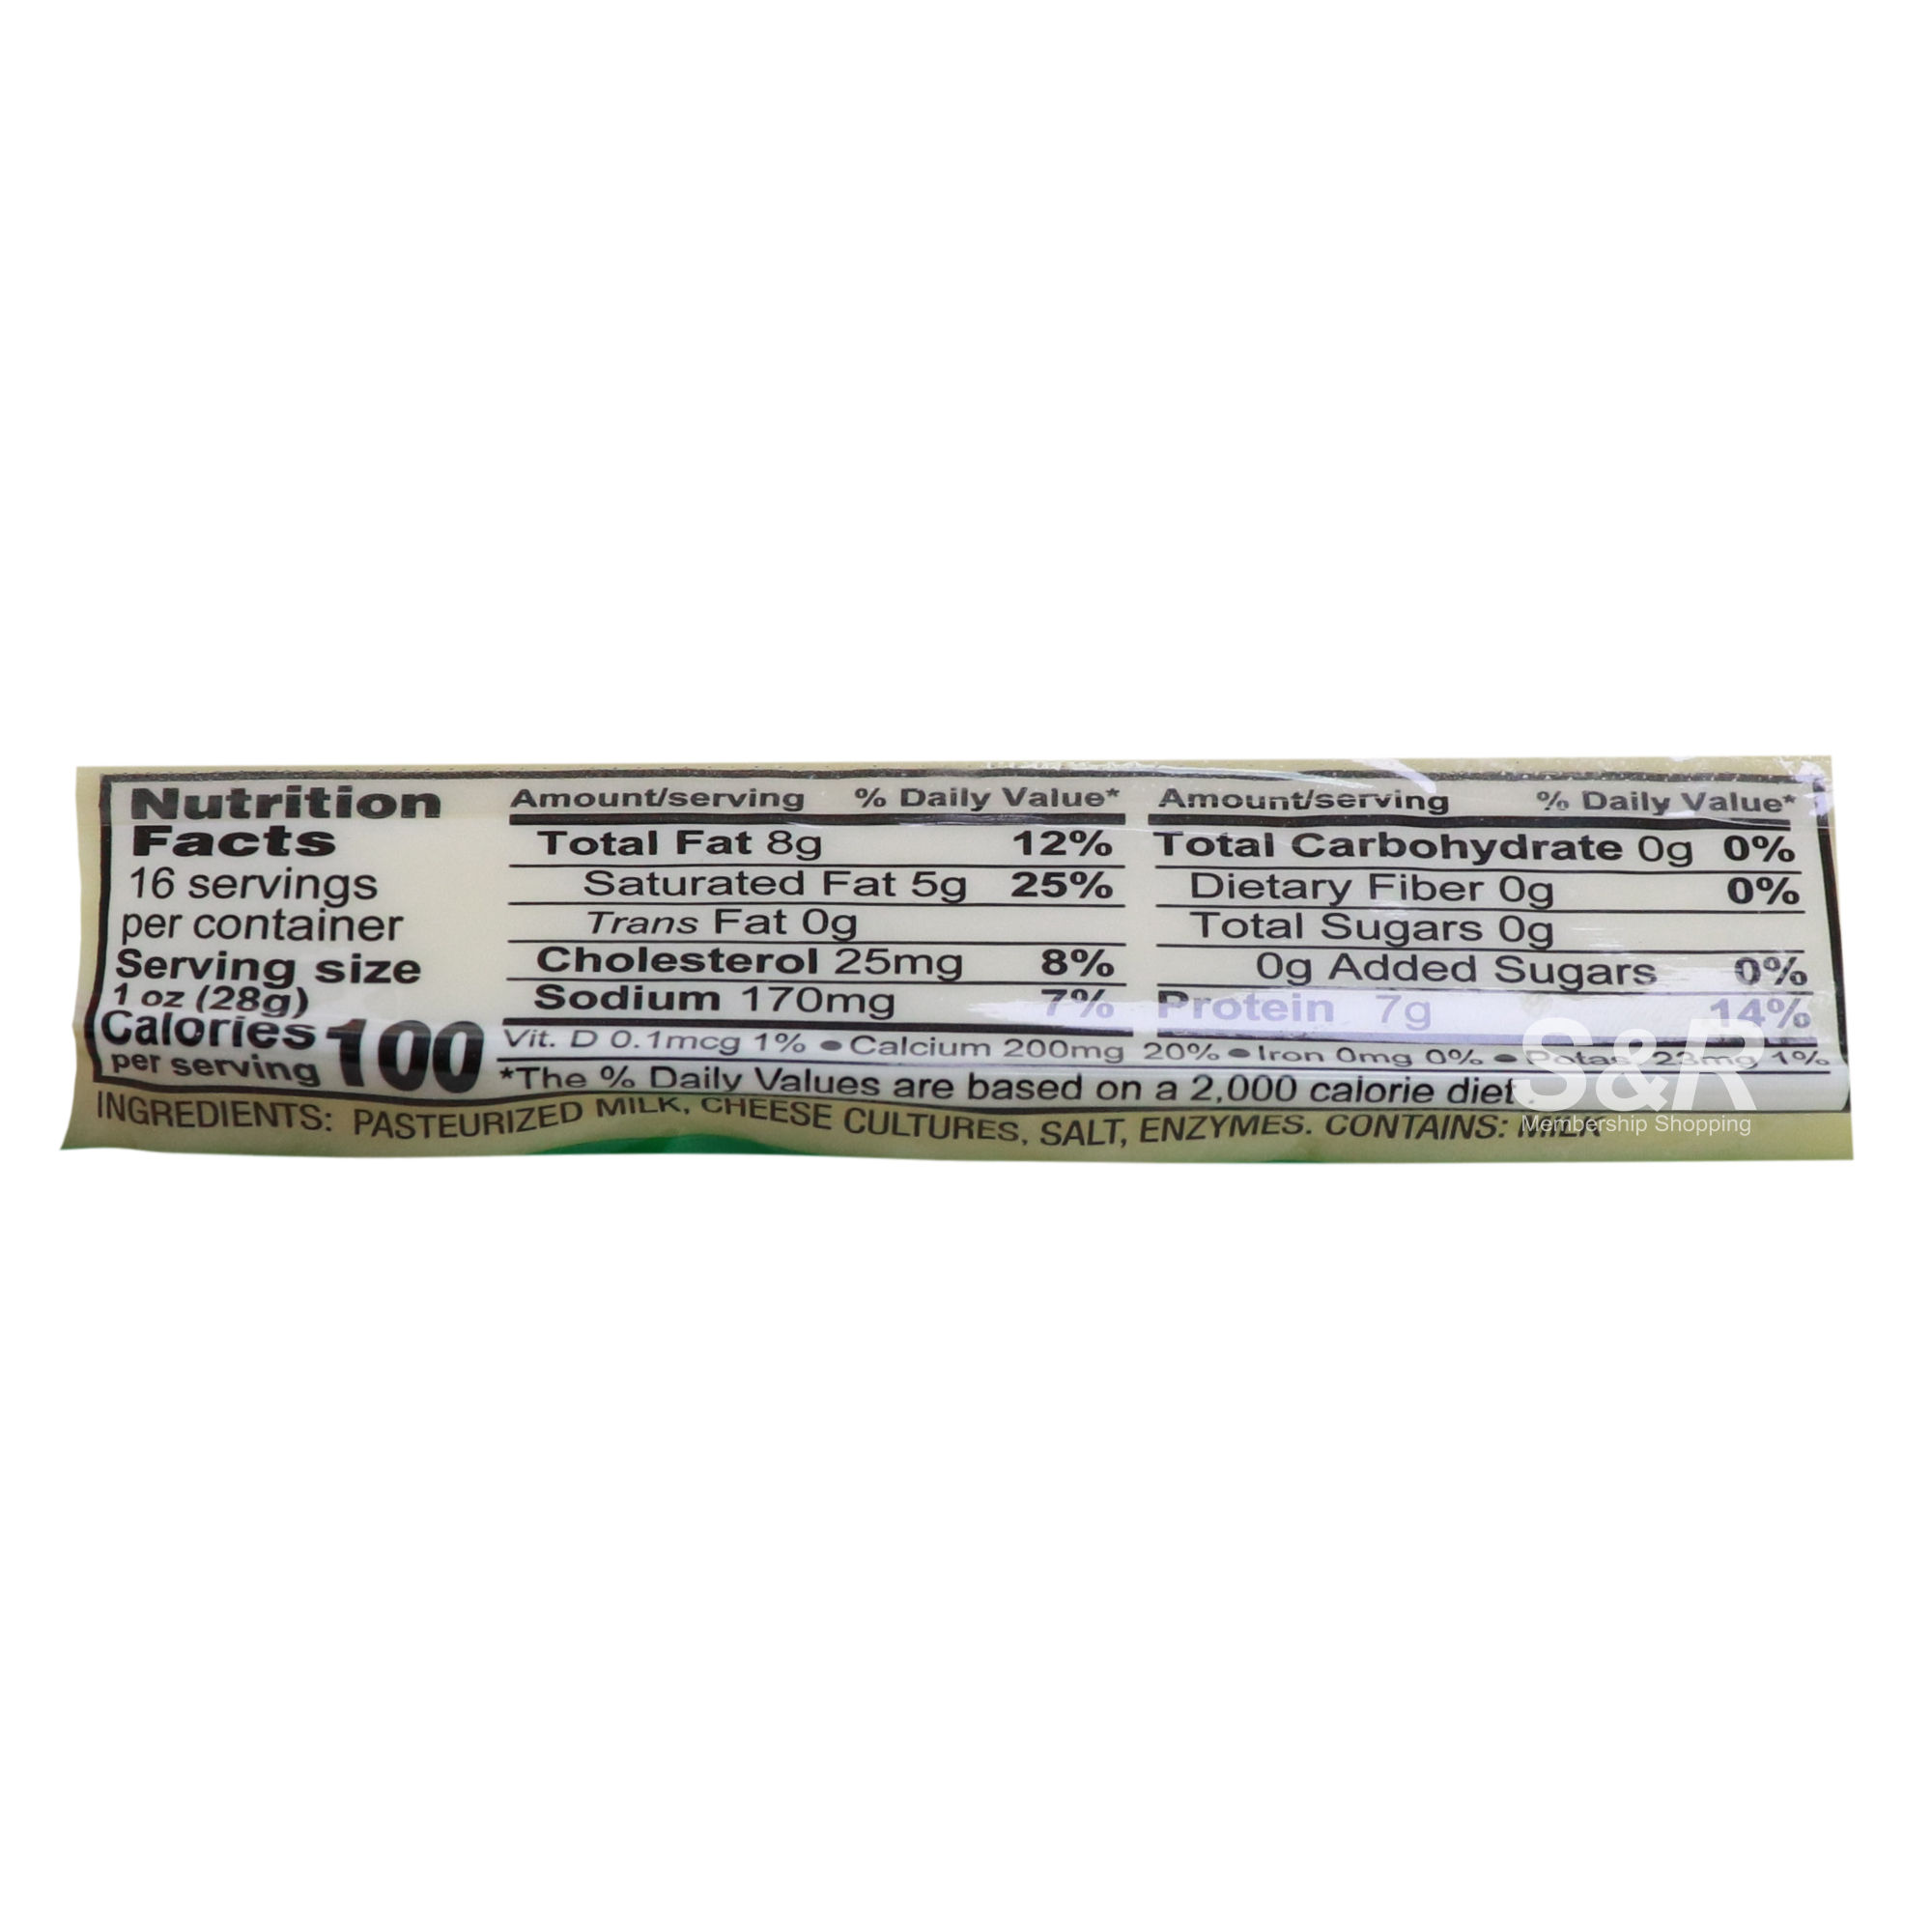 Nutrition
Facts
16 servings
per container
Serving size
1 oz (28g)
Calories 100
per serving
Amount/serving % Daily Value*
Total Fat 8g 12%
Saturated Fat 5g 25%
Trans Fat 0g
Cholesterol 25mg 8%
Sodium 170mg 7%
Amount/serving % Daily Value*
Total Carbohydrate 0g 0%
Dietary Fiber 0g 0%
Total Sugars 0g
0g Added Sugars 0%
Protein 7g 14%
Vit. D 0.1mcg 1% • Calcium 200mg 20% • Iron 0mg 0% • Potas. 23mg 1%
*The % Daily Values are based on a 2,000 calorie diet.
INGREDIENTS: PASTEURIZED MILK, CHEESE CULTURES, SALT, ENZYMES. CONTAINS: MILK
S&R
Membership Shopping